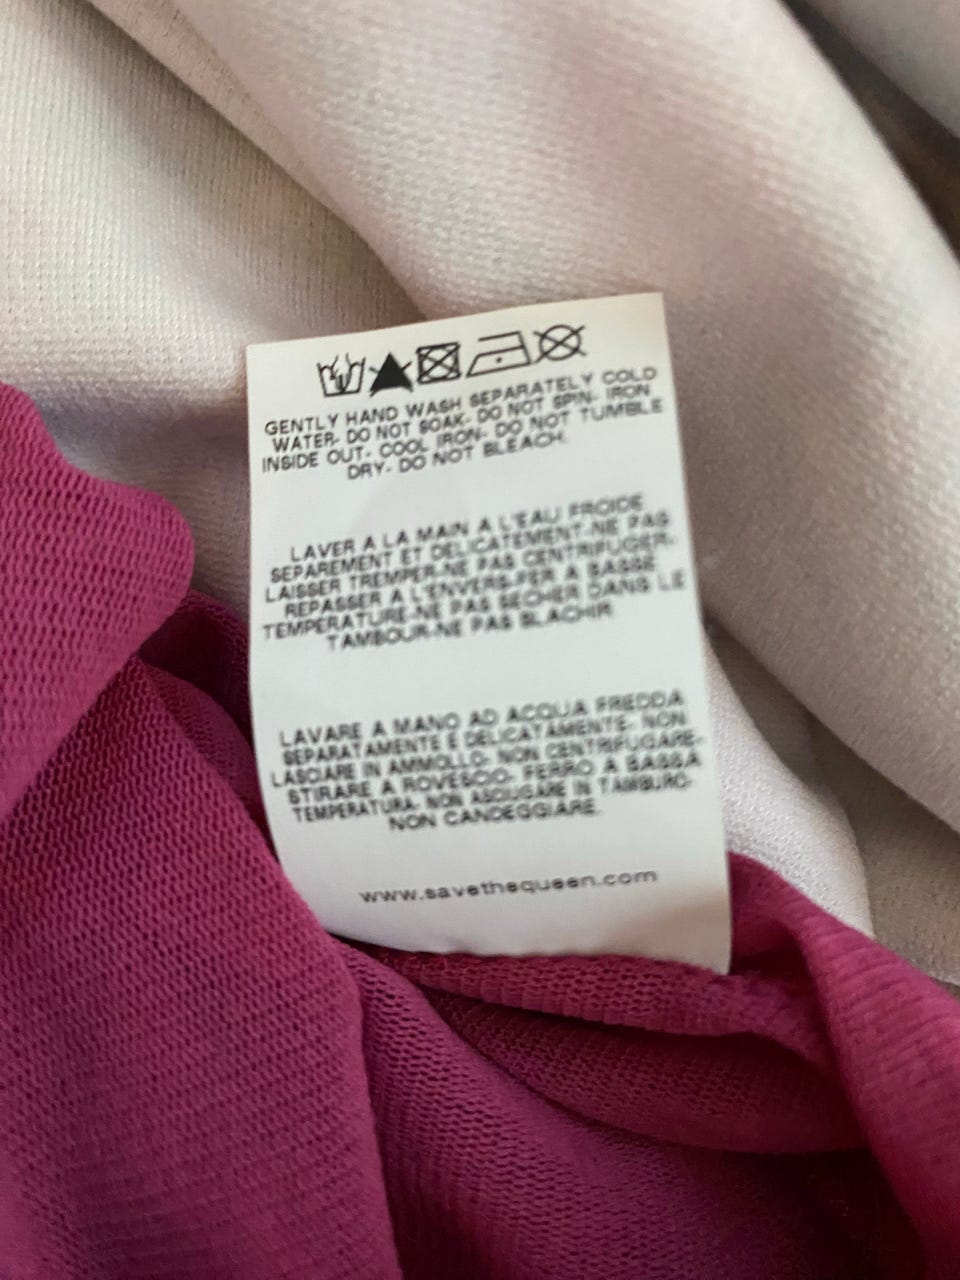 GENTLY HAND WASH SEPARATELY COLD
WATER- DO NOT SOAK- DO NOT SPIN- IRON
INSIDE OUT- COOL IRON- DO NOT TUMBLE
DRY- DO NOT BLEACH.
LAVER A LA MAIN A L'EAU FROIDE
SEPAREMENT ET DELICATEMENT-NE PAS
LAISSER TREMPER-NE PAS CENTRIFUGER-
REPASSER A L'ENVERS-FER A BASSE
TEMPERATURE-NE PAS SECHER DANS LE
TAMBOUR-NE PAS BLACHIR
LAVARE A MANO AD ACQUA FREDDA
SEPARATAMENTE E DELICATAMENTE- NON
LASCIARE IN AMMOLLO- NON CENTRIFUGARE-
STIRARE A ROVESCIO- FERRO A BASSA
TEMPERATURA- NON ASCIUGARE IN TAMBURO-
NON CANDEGGIARE.
www.savethequeen.com